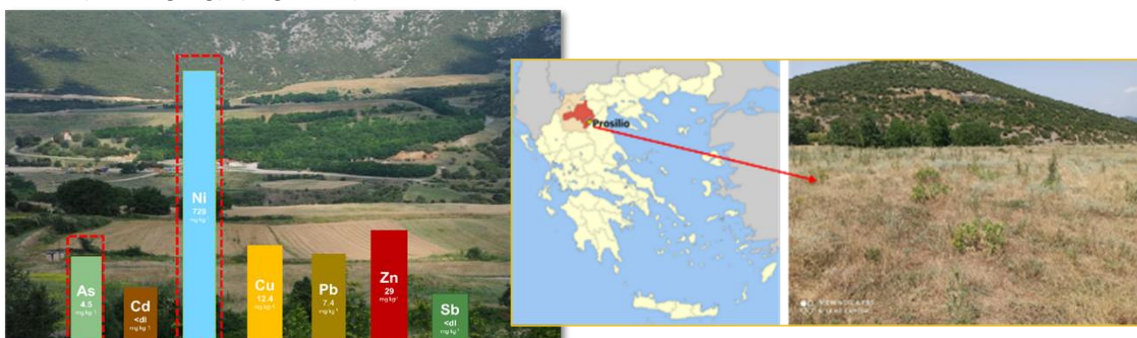 Ni
728
mg kg⁻¹
As
4.5
mg kg⁻¹
Cd
<dl
mg kg⁻¹
Cu
12.4
mg kg⁻¹
Pb
7.4
mg kg⁻¹
Zn
29
mg kg⁻¹
Sb
<dl
mg kg⁻¹
Prosilio